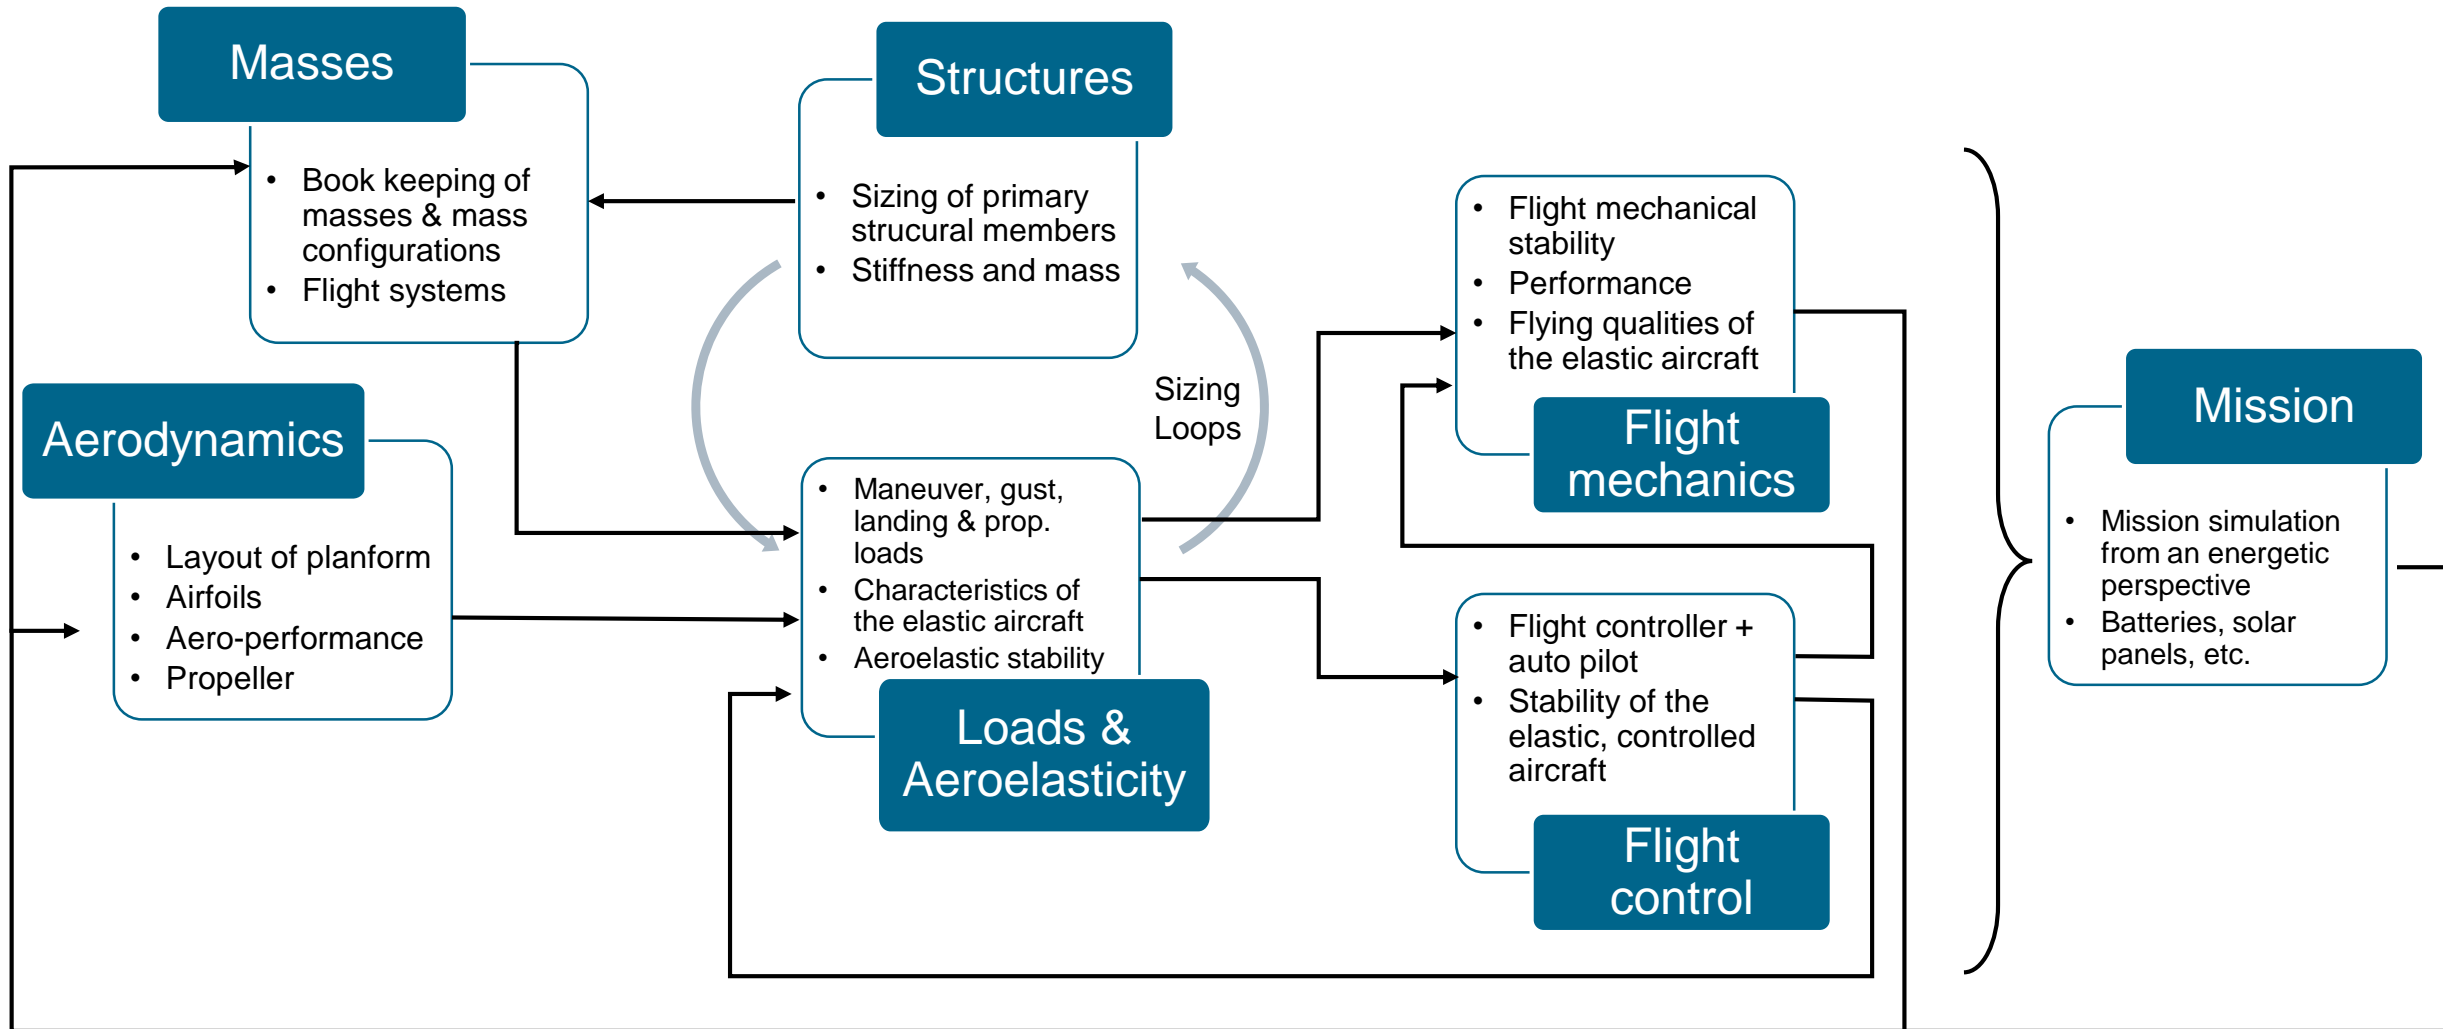 Masses
• Book keeping of
masses & mass
configurations
• Flight systems
Structures
• Sizing of primary
strucural members
• Stiffness and mass
Aerodynamics
• Layout of planform
• Airfoils
• Aero-performance
• Propeller
Sizing
Loops
• Maneuver, gust,
landing & prop.
loads
• Characteristics of
the elastic aircraft
• Aeroelastic stability
Loads &
Aeroelasticity
• Flight mechanical
stability
• Performance
• Flying qualities of
the elastic aircraft
Flight
mechanics
• Flight controller +
auto pilot
• Stability of the
elastic, controlled
aircraft
Flight
control
Mission
• Mission simulation
from an energetic
perspective
• Batteries, solar
panels, etc.